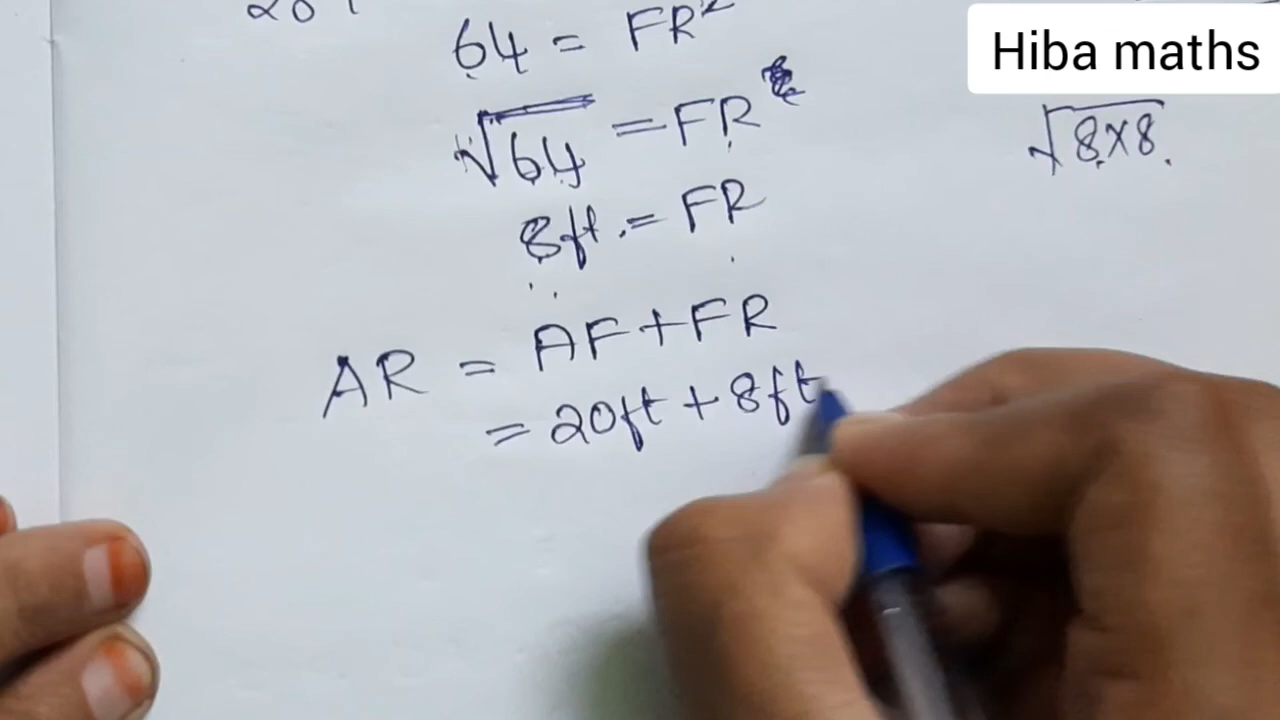 64 = FR²
Hiba maths
√64 = FR
√8×8
8ft = FR
AR = AF + FR
= 20ft + 8ft